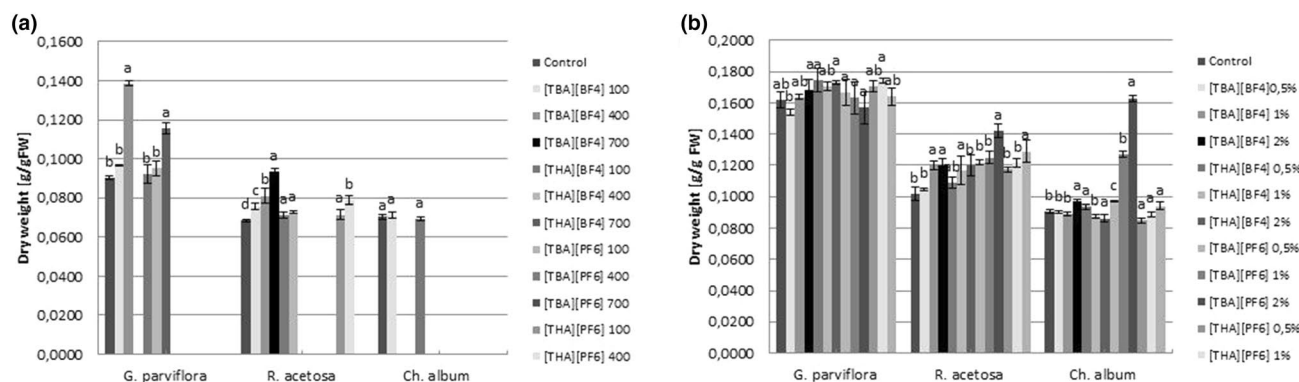 (a)
Dry weight [g/gFW]
0,1600
0,1400
0,1200
0,1000
0,0800
0,0600
0,0400
0,0200
0,0000
b b a b b a
d c b a a a a b
a a a
G. parviflora
R. acetosa
Ch. album
Control
[TBA][BF4] 100
[TBA][BF4] 400
[TBA][BF4] 700
[THA][BF4] 100
[THA][BF4] 400
[THA][BF4] 700
[TBA][PF6] 100
[TBA][PF6] 400
[TBA][PF6] 700
[THA][PF6] 100
[THA][PF6] 400
(b)
Dry weight [g/g FW]
0,2000
0,1800
0,1600
0,1400
0,1200
0,1000
0,0800
0,0600
0,0400
0,0200
0,0000
b b a a b a b b b a b b a
b b b a a b b c b a a a a
G. parviflora
R. acetosa
Ch. album
Control
[TBA][BF4]0,5%
[TBA][BF4] 1%
[TBA][BF4] 2%
[THA][BF4] 0,5%
[THA][BF4] 1%
[THA][BF4] 2%
[TBA][PF6] 0,5%
[TBA][PF6] 1%
[TBA][PF6] 2%
[THA][PF6] 0,5%
[THA][PF6] 1%